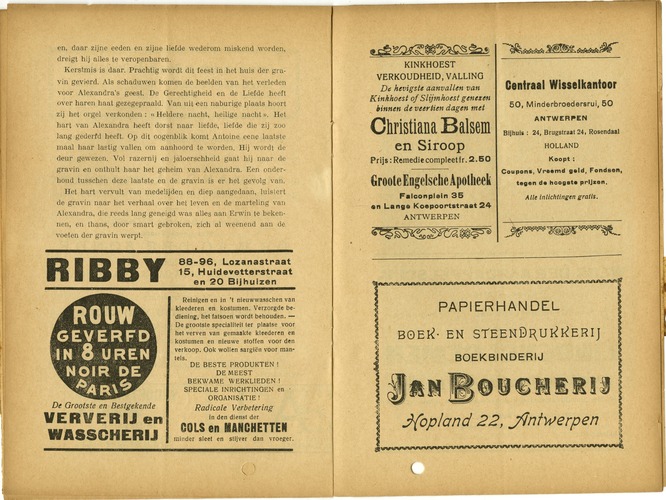 en, daar zijne eeden en zijne liefde wederom miskend worden,
dreigt hij alles te veropenbaren.
Kerstmis is daar. Prachtig wordt dit feest in het huis der gra-
vin gevierd. Als schaduwen komen de beelden van het verleden
voor Alexandra's geest. De Gerechtigheid en de Liefde heeft
over haren haat gezegepraald. Van uit een naburige plaats hoort
zij het orgel verkonden : « Heldere nacht, heilige nacht ». Het
hart van Alexandra heeft dorst naar liefde, liefde die zij zoo
lang gederfd heeft. Op dit oogenblik komt Antoine eene laatste
maal haar lastig vallen om aanhoord te worden. Hij wordt de
deur gewezen. Vol razernij en jaloerschheid gaat hij naar de
gravin en onthult haar het geheim van Alexandra. Een onder-
hond tusschen deze laatste en de gravin is er het gevolg van.
Het hart vervult van medelijden en diep aangedaan, luistert
de gravin naar het verhaal over het leven en de marteling van
Alexandra, die reeds lang geneigd was alles aan Erwin te beken-
nen, en thans, door smart gebroken, zich al weenend aan de
voeten der gravin werpt.
RIBBY
88-96, Lozanastraat
15, Huidevetterstraat
en 20 Bijhuizen
ROUW
GEVERFD
IN 8 UREN
NOIR DE
PARIS
De Grootste en Bestgekende
VERVERIJ en
WASSCHERIJ
Reinigen en in 't nieuwwasschen van
kleederen en kostumen. Verzorgde be-
diening, het fatsoen wordt behouden. —
De grootste specialiteit ter plaatse voor
het verven van gemaakte kleederen en
kostumen en nieuwe stoffen voor den
verkoop. Ook wollen sargiën voor man-
tels.
DE BESTE PRODUKTEN !
DE MEEST
BEKWAME WERKLIEDEN !
SPECIALE INRICHTINGEN en
ORGANISATIE !
Radicale Verbetering
in den dienst der
COLS en MANCHETTEN
minder sleet en stijver dan vroeger.
KINKHOEST
VERKOUDHEID, VALLING
De hevigste aanvallen van
Kinkhoest of Slijmhoest genezen
binnen de veertien dagen met
Christiana Balsem
en Siroop
Prijs : Remedie compleet fr. 2.50
Groote Engelsche Apotheek
Falconplein 35
en Lange Koepoortstraat 24
ANTWERPEN
Centraal Wisselkantoor
50, Minderbroedersrui, 50
ANTWERPEN
Bijhuis : 24, Brugstraat 24, Rosendaal
HOLLAND
Koopt :
Coupons, Vreemd geld, Fondsen,
tegen de hoogste prijzen.
Alle inlichtingen gratis.
PAPIERHANDEL
BOEK- EN STEENDRUKKERIJ
BOEKBINDERIJ
JAN BOUCHERIJ
Hopland 22, Antwerpen